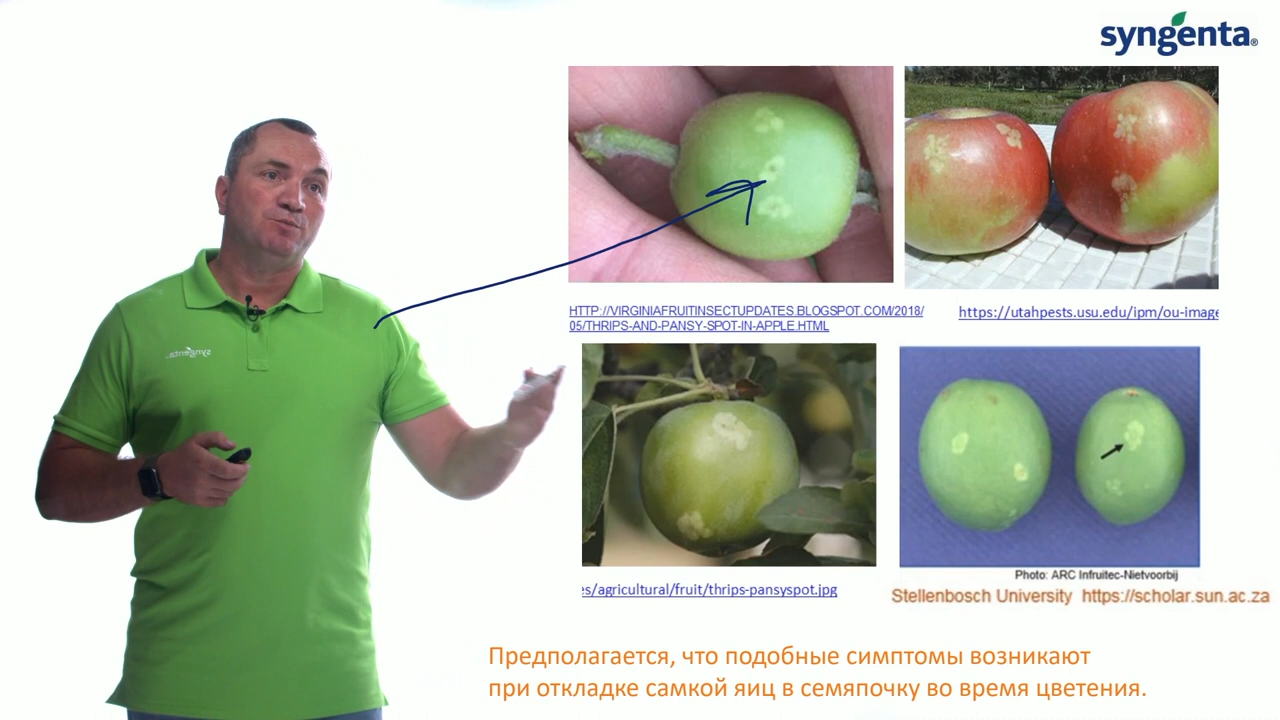 syngenta®
syngenta
HTTP://VIRGINIAFRUITINSECTUPDATES.BLOGSPOT.COM/2018/
05/THRIPS-AND-PANSY-SPOT-IN-APPLE.HTML
https://utahpests.usu.edu/ipm/ou-image
es/agricultural/fruit/thrips-pansyspot.jpg
Photo: ARC Infruitec-Nietvoorbij
Stellenbosch University https://scholar.sun.ac.za
Предполагается, что подобные симптомы возникают
при откладке самкой яиц в семяпочку во время цветения.